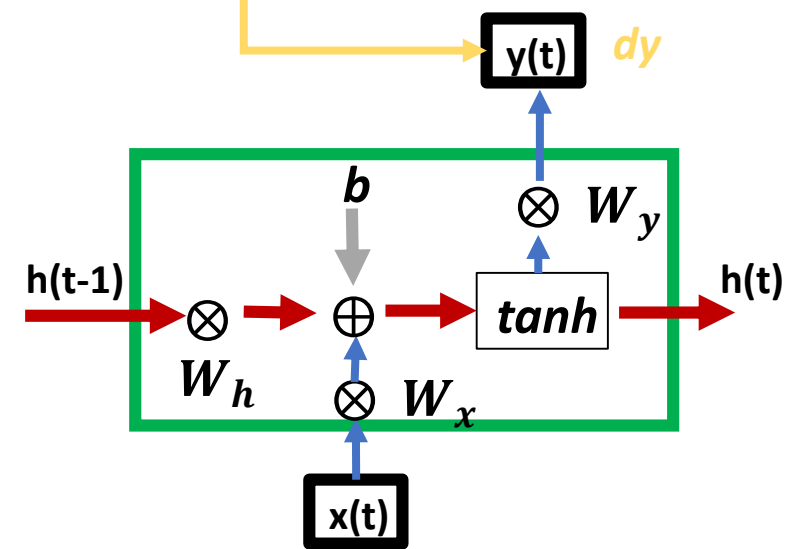 y(t)
dy
b
W_y
h(t-1)
h(t)
tanh
W_h
W_x
x(t)